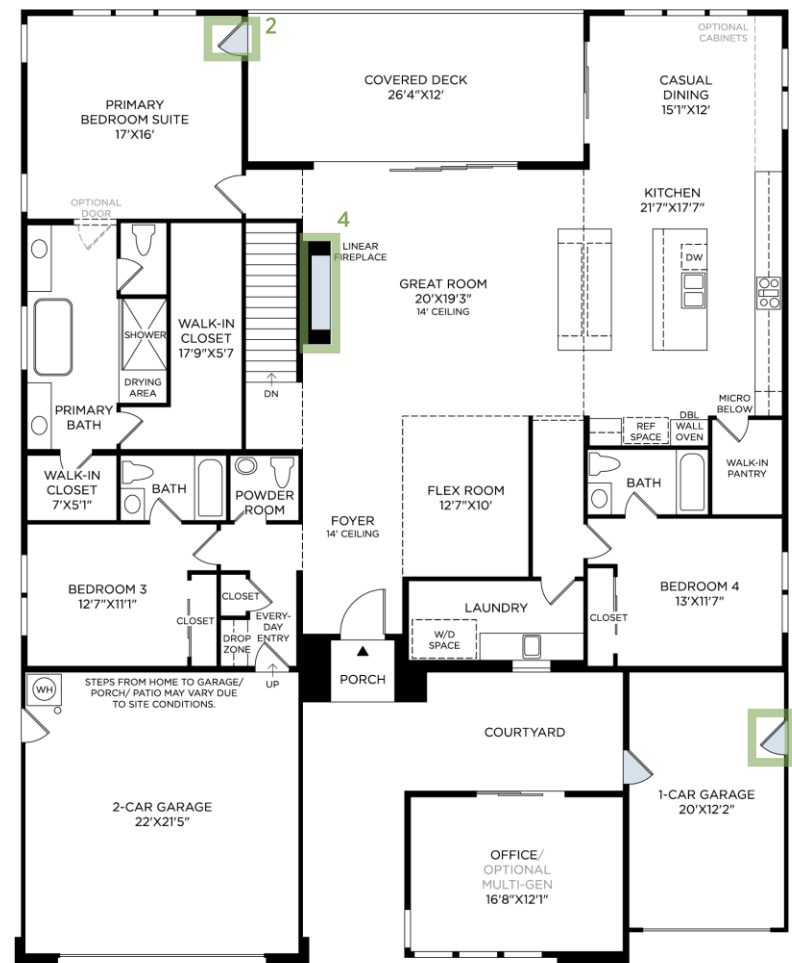 2
OPTIONAL
CABINETS
COVERED DECK
26'4"X12'
CASUAL
DINING
15'1"X12'
PRIMARY
BEDROOM SUITE
17'X16'
OPTIONAL
DOOR
KITCHEN
21'7"X17'7"
4
LINEAR
FIREPLACE
DW
GREAT ROOM
20'X19'3"
14' CEILING
SHOWER
WALK-IN
CLOSET
17'9"X5'7
DRYING
AREA
DN
PRIMARY
BATH
MICRO
BELOW
REF
SPACE
DBL
WALL
OVEN
WALK-IN
PANTRY
WALK-IN
CLOSET
7'X5'1"
BATH
POWDER
ROOM
FLEX ROOM
12'7"X10'
BATH
FOYER
14' CEILING
BEDROOM 3
12'7"X11'1"
CLOSET
CLOSET
EVERY-
DAY
ENTRY
DROP
ZONE
UP
LAUNDRY
W/D
SPACE
CLOSET
BEDROOM 4
13'X11'7"
PORCH
WH
STEPS FROM HOME TO GARAGE/
PORCH/ PATIO MAY VARY DUE
TO SITE CONDITIONS.
COURTYARD
2-CAR GARAGE
22'X21'5"
1-CAR GARAGE
20'X12'2"
OFFICE/
OPTIONAL
MULTI-GEN
16'8"X12'1"